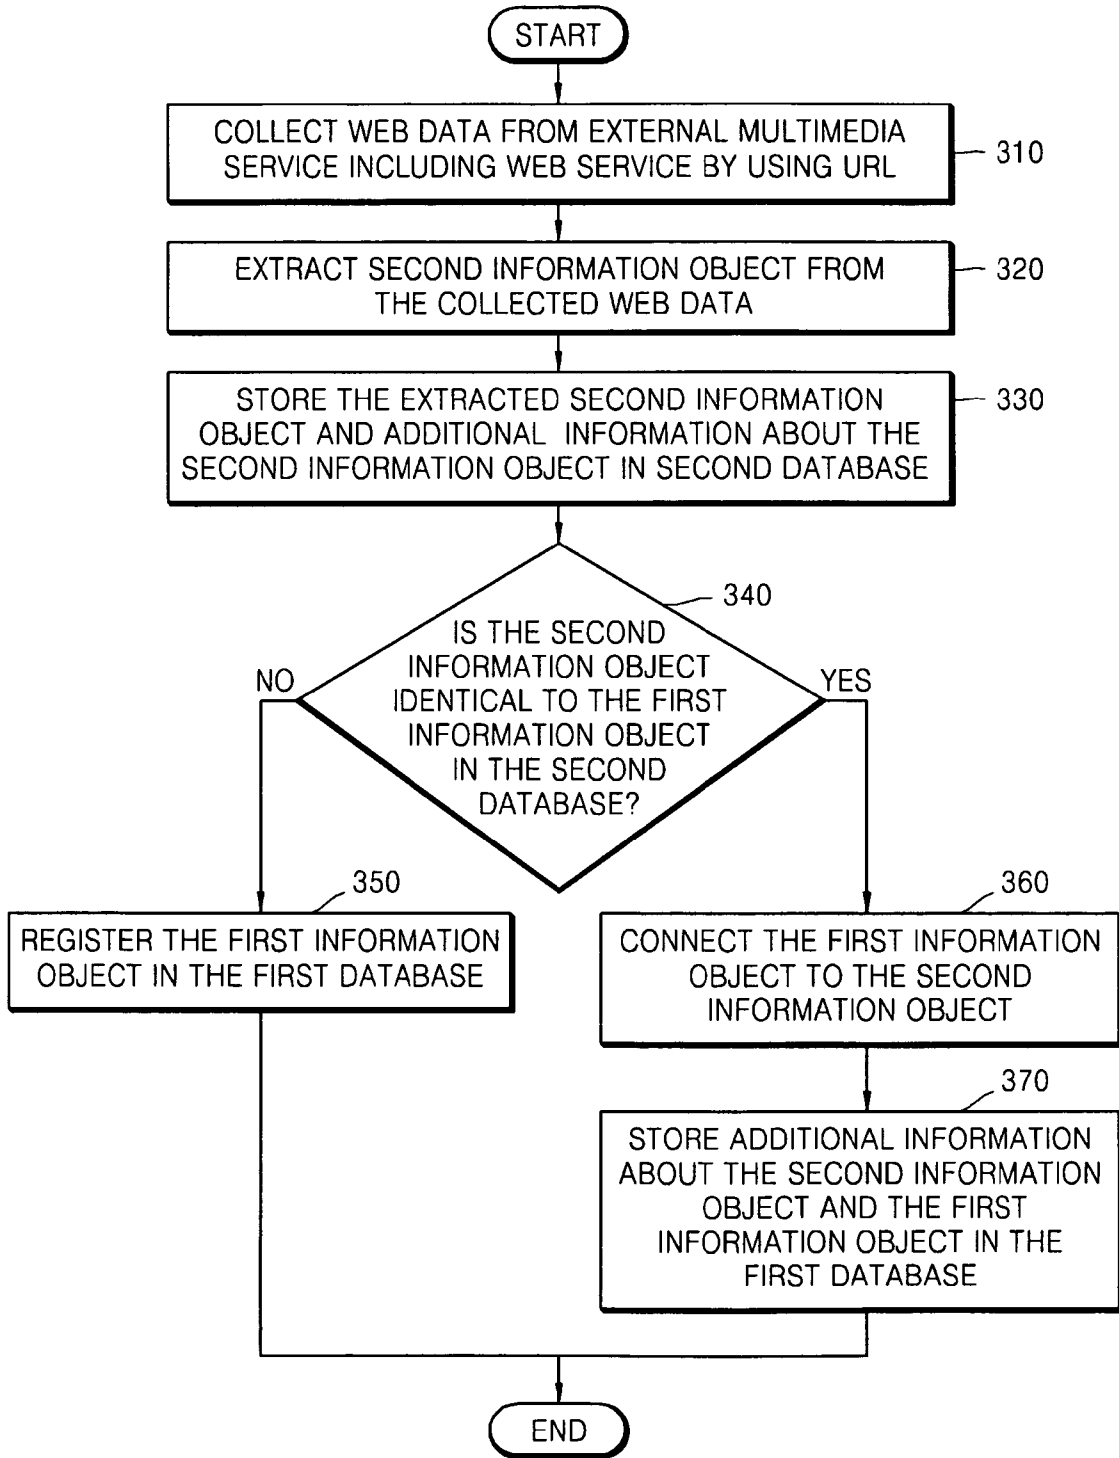 START
COLLECT WEB DATA FROM EXTERNAL MULTIMEDIA
SERVICE INCLUDING WEB SERVICE BY USING URL
310
EXTRACT SECOND INFORMATION OBJECT FROM
THE COLLECTED WEB DATA
320
STORE THE EXTRACTED SECOND INFORMATION
OBJECT AND ADDITIONAL INFORMATION ABOUT THE
SECOND INFORMATION OBJECT IN SECOND DATABASE
330
340
IS THE SECOND
INFORMATION OBJECT
IDENTICAL TO THE FIRST
INFORMATION OBJECT
IN THE SECOND
DATABASE?
NO
YES
350
REGISTER THE FIRST INFORMATION
OBJECT IN THE FIRST DATABASE
360
CONNECT THE FIRST INFORMATION
OBJECT TO THE SECOND
INFORMATION OBJECT
370
STORE ADDITIONAL INFORMATION
ABOUT THE SECOND INFORMATION
OBJECT AND THE FIRST
INFORMATION OBJECT IN THE
FIRST DATABASE
END